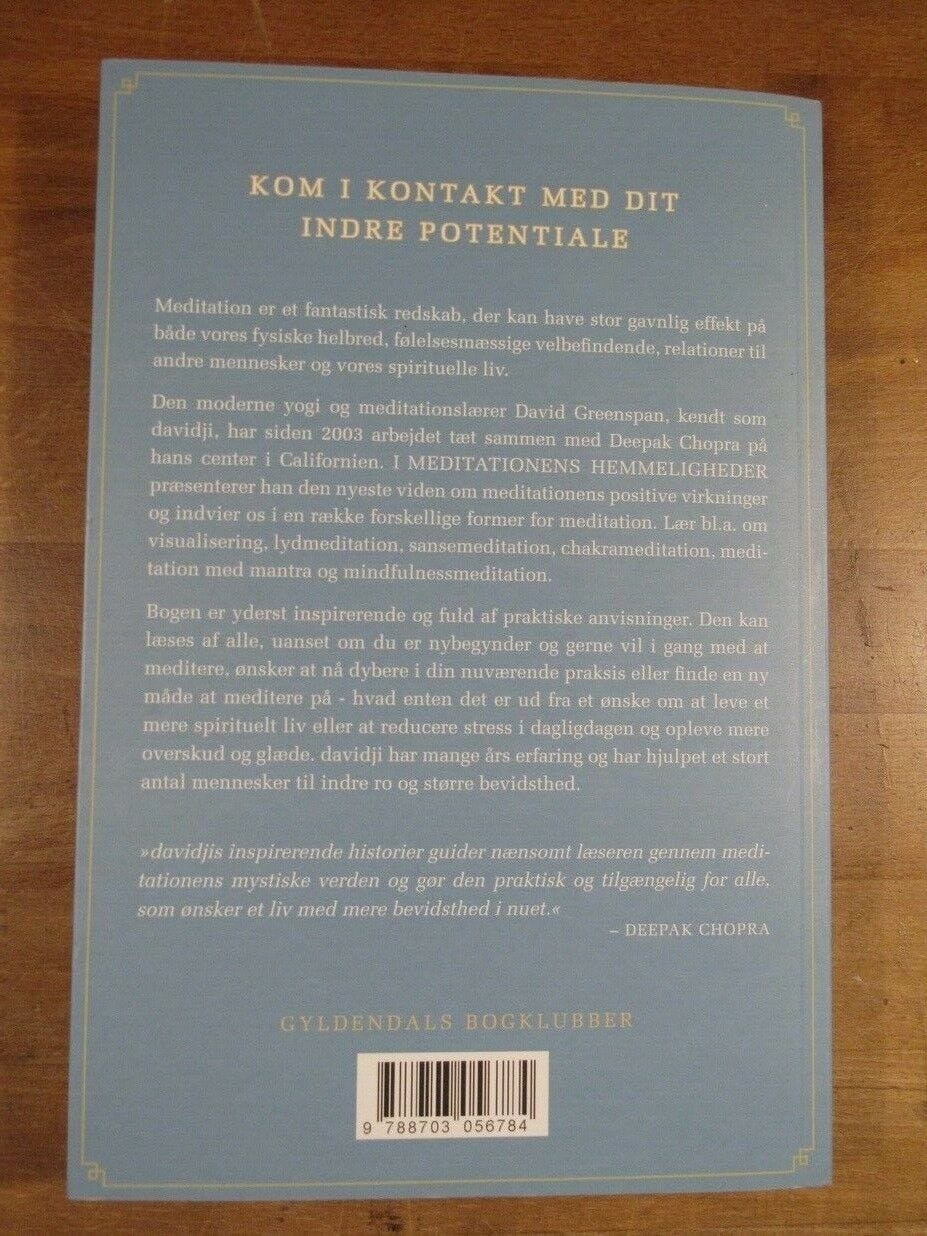 KOM I KONTAKT MED DIT
INDRE POTENTIALE
Meditation er et fantastisk redskab, der kan have stor gavnlig effekt på
både vores fysiske helbred, følelsesmæssige velbefindende, relationer til
andre mennesker og vores spirituelle liv.
Den moderne yogi og meditationslærer David Greenspan, kendt som
davidji, har siden 2003 arbejdet tæt sammen med Deepak Chopra på
hans center i Californien. I MEDITATIONENS HEMMELIGHEDER
præsenterer han den nyeste viden om meditationens positive virkninger
og indvier os i en række forskellige former for meditation. Lær bl.a. om
visualisering, lydmeditation, sansemeditation, chakrameditation, medi-
tation med mantra og mindfulnessmeditation.
Bogen er yderst inspirerende og fuld af praktiske anvisninger. Den kan
læses af alle, uanset om du er nybegynder og gerne vil i gang med at
meditere, ønsker at nå dybere i din nuværende praksis eller finde en ny
måde at meditere på - hvad enten det er ud fra et ønske om at leve et
mere spirituelt liv eller at reducere stress i dagligdagen og opleve mere
overskud og glæde. davidji har mange års erfaring og har hjulpet et stort
antal mennesker til indre ro og større bevidsthed.
»davidjis inspirerende historier guider nænsomt læseren gennem medi-
tationens mystiske verden og gør den praktisk og tilgængelig for alle,
som ønsker et liv med mere bevidsthed i nuet.«
– DEEPAK CHOPRA
GYLDENDALS BOGKLUBBER
9 788703 056784